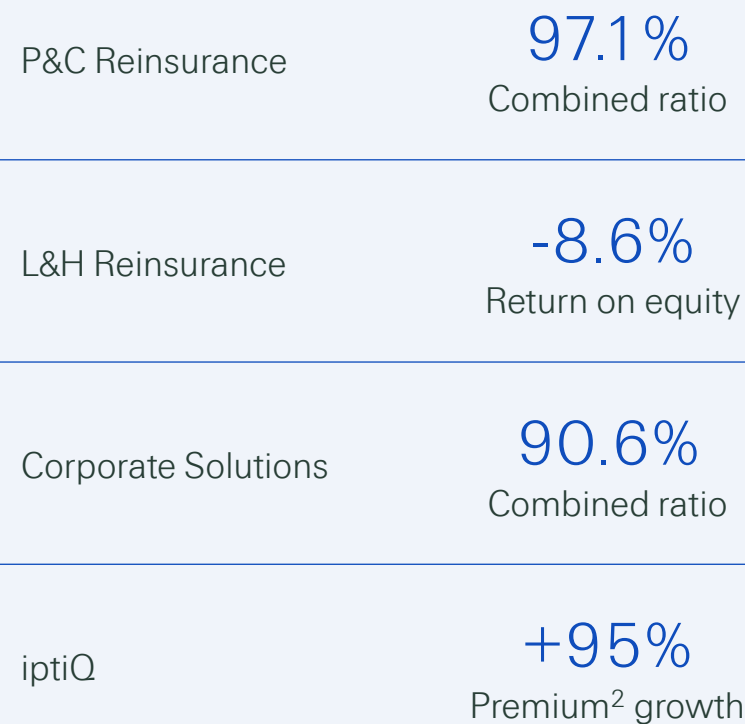 P&C Reinsurance
97.1%
Combined ratio
L&H Reinsurance
-8.6%
Return on equity
Corporate Solutions
90.6%
Combined ratio
iptiQ
+95%
Premium² growth